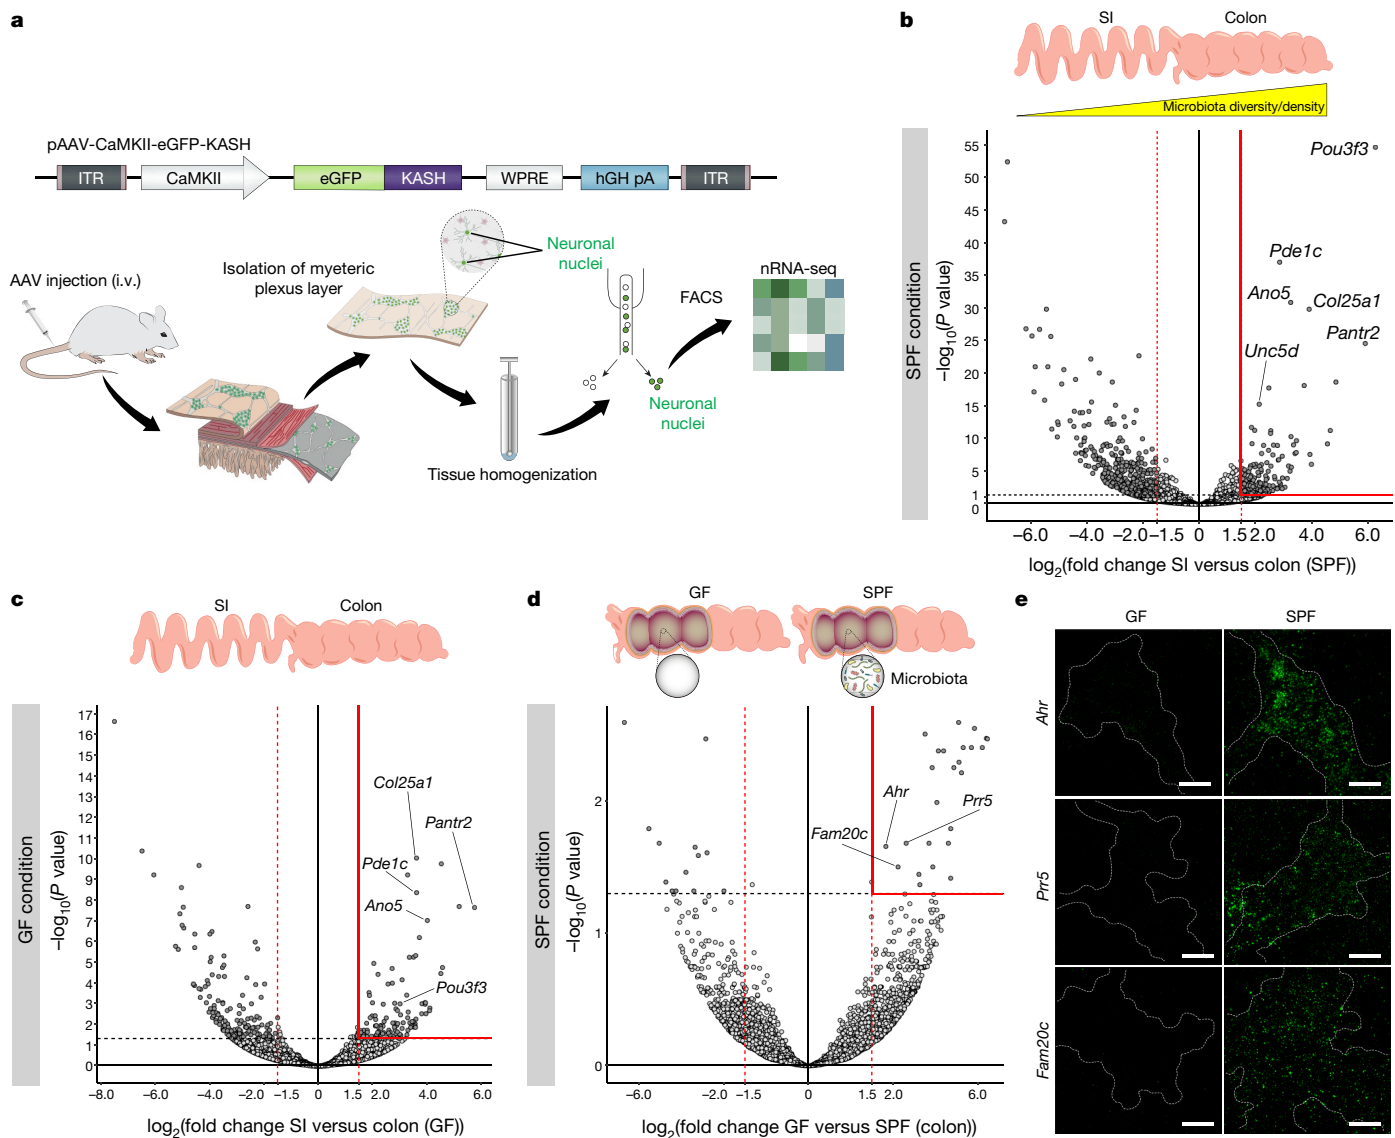 a
pAAV-CaMKII-eGFP-KASH
ITR
CaMKII
eGFP
KASH
WPRE
hGH pA
ITR
AAV injection (i.v.)
Isolation of myeteric
plexus layer
Neuronal
nuclei
Tissue homogenization
FACS
Neuronal
nuclei
nRNA-seq
b
SI
Colon
Microbiota diversity/density
SPF condition
–log10(P value)
55
50
45
40
35
30
25
20
15
10
5
1
0
Pou3f3
Pde1c
Ano5
Col25a1
Pantr2
Unc5d
–6.0 –4.0 –2.0 –1.5 0 1.5 2.0 4.0 6.0
log2(fold change SI versus colon (SPF))
c
SI
Colon
GF condition
–log10(P value)
17
16
15
14
13
12
11
10
9
8
7
6
5
4
3
2
1
0
Col25a1
Pantr2
Pde1c
Ano5
Pou3f3
–8.0 –6.0 –4.0 –2.0 –1.5 0 1.5 2.0 4.0 6.0
log2(fold change SI versus colon (GF))
d
GF
SPF
Microbiota
SPF condition
–log10(P value)
2
1
0
Ahr
Prr5
Fam20c
–6.0 –4.0 –2.0 –1.5 0 1.5 2.0 4.0 6.0
log2(fold change GF versus SPF (colon))
e
GF
SPF
Ahr
Prr5
Fam20c